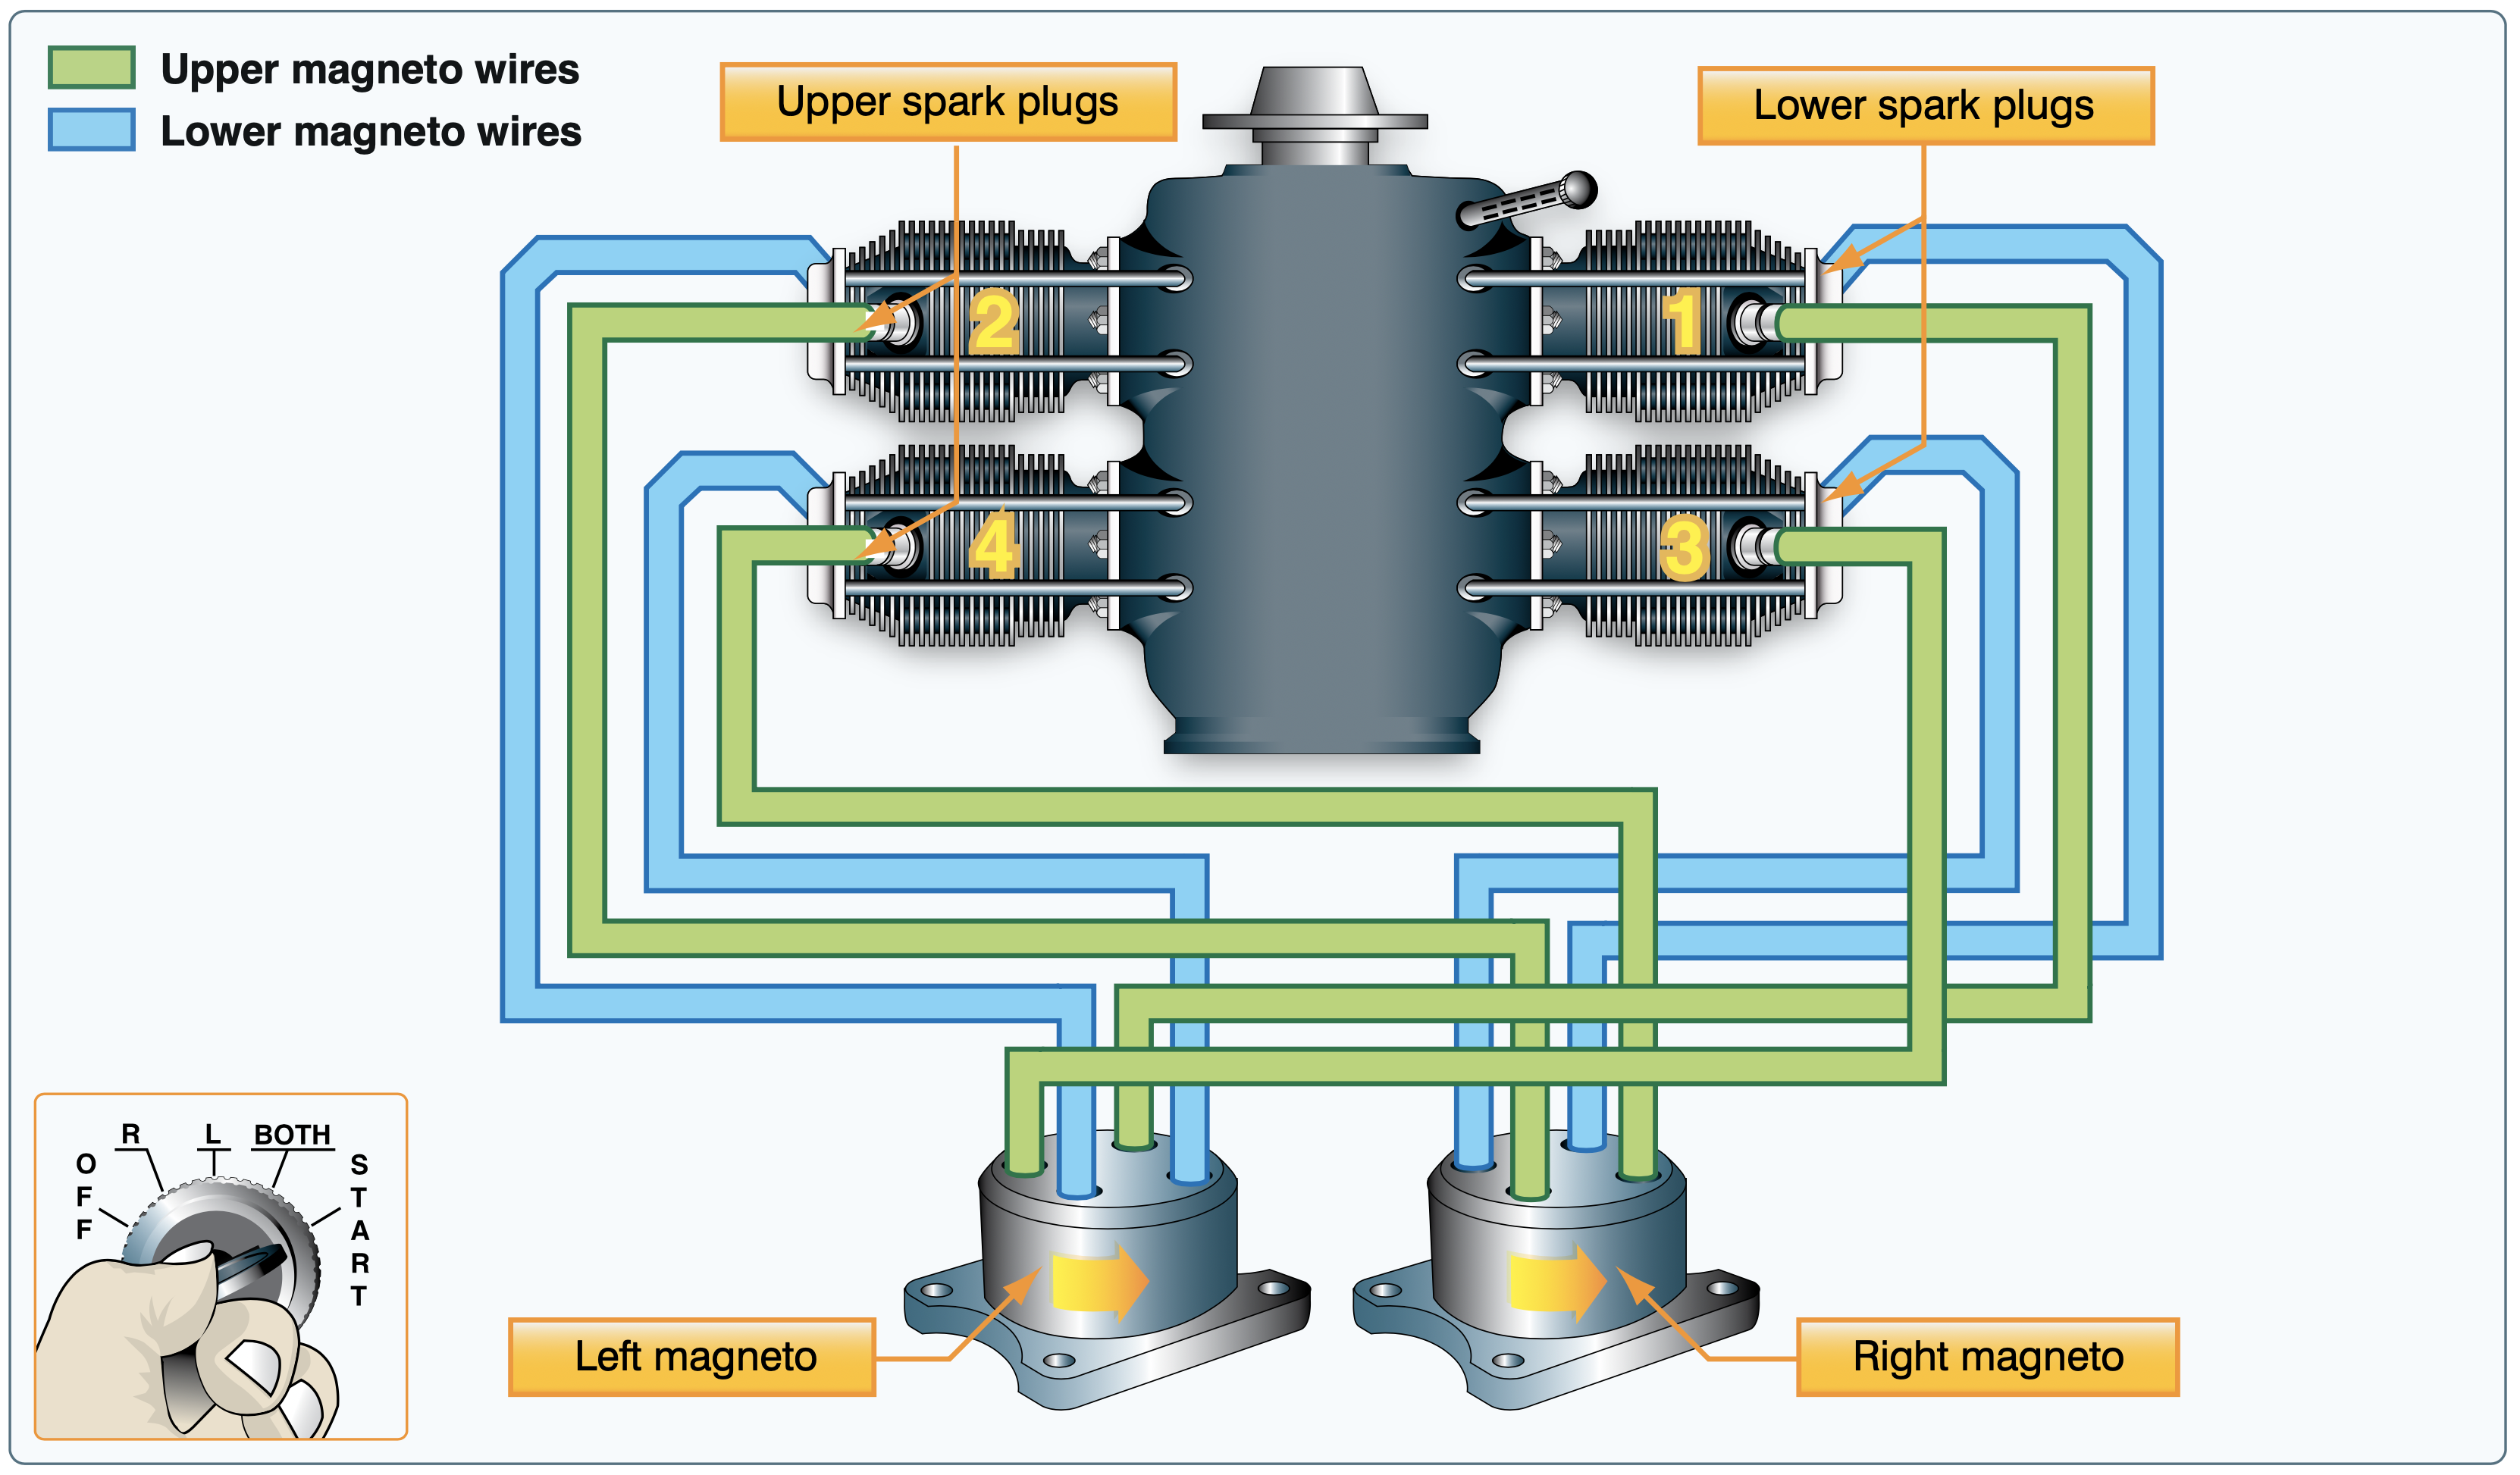 Upper magneto wires
Lower magneto wires
Upper spark plugs
Lower spark plugs
2
1
4
3
OFF
R
L
BOTH
START
Left magneto
Right magneto